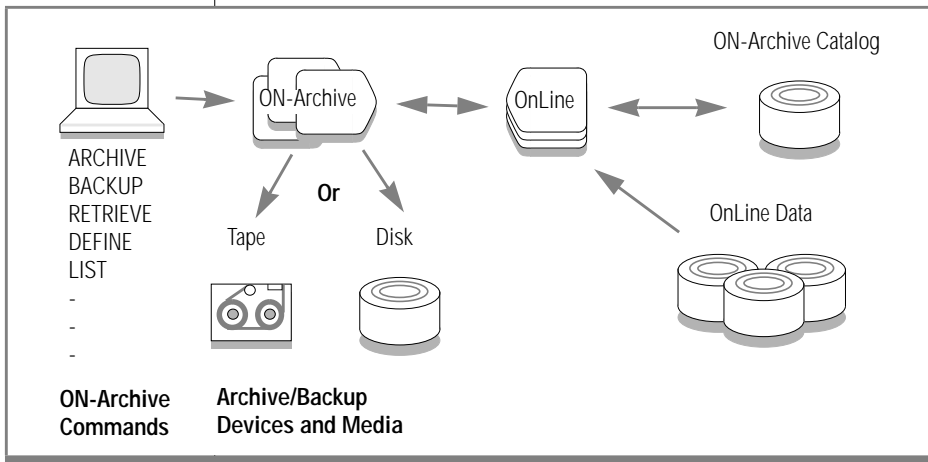 ON-Archive Catalog
ON-Archive
OnLine
ARCHIVE
BACKUP
RETRIEVE
DEFINE
LIST
-
-
-
Or
Tape
Disk
OnLine Data
ON-Archive
Commands
Archive/Backup
Devices and Media